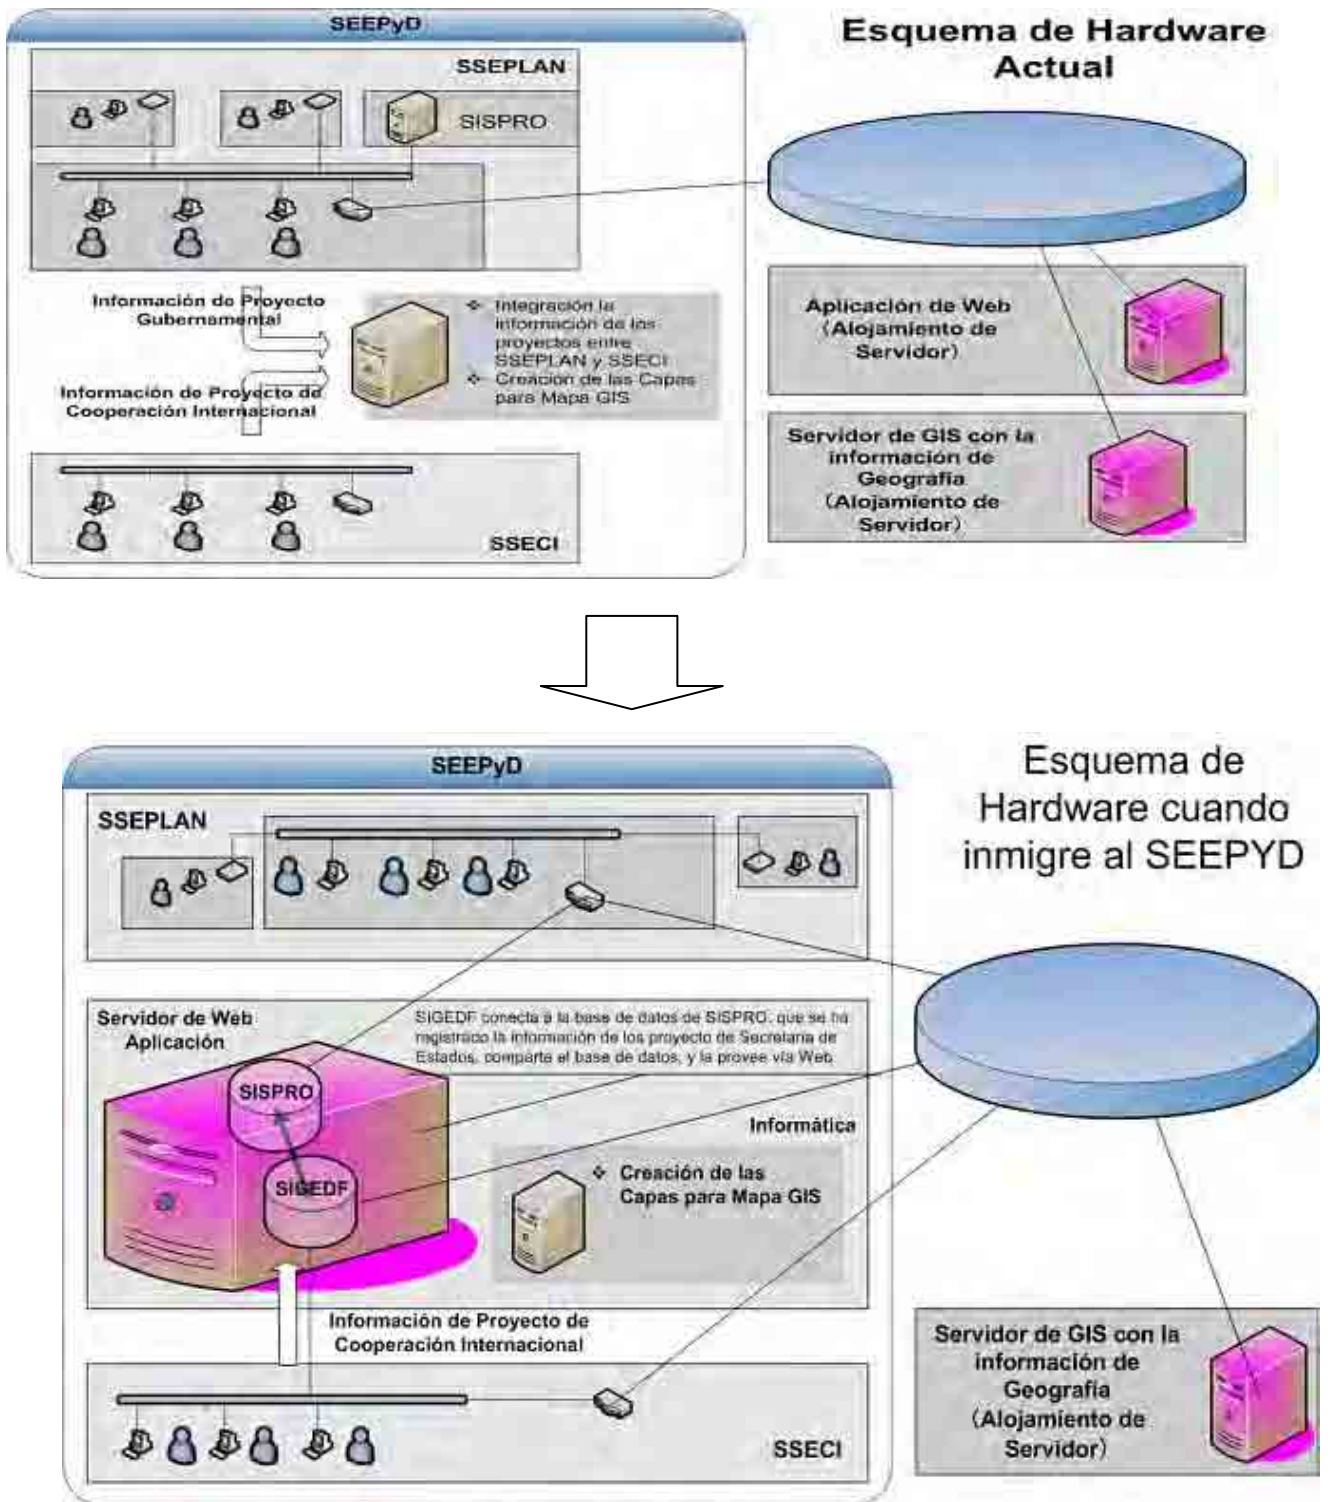 SEEPyD
Esquema de Hardware
Actual
SSEPLAN
SISPRO
Información de Proyecto
Gubernamental
❖ Integración la
información de los
proyectos entre
SSEPLAN y SSECI
❖ Creación de las Capas
para Mapa GIS
Información de Proyecto de
Cooperación Internacional
SSECI
Aplicación de Web
(Alojamiento de
Servidor)
Servidor de GIS con la
información de
Geografía
(Alojamiento de
Servidor)
SEEPyD
Esquema de
Hardware cuando
inmigre al SEEPYD
SSEPLAN
Servidor de Web
Aplicación
SIGEDF conecta a la base de datos de SISPRO, que se ha
registrado la información de los proyecto de Secretaria de
Estados, comparte el base de datos, y la provee vía Web
SISPRO
SIGEDF
Informática
❖ Creación de las
Capas para Mapa GIS
Información de Proyecto de
Cooperación Internacional
SSECI
Servidor de GIS con la
información de
Geografía
(Alojamiento de
Servidor)